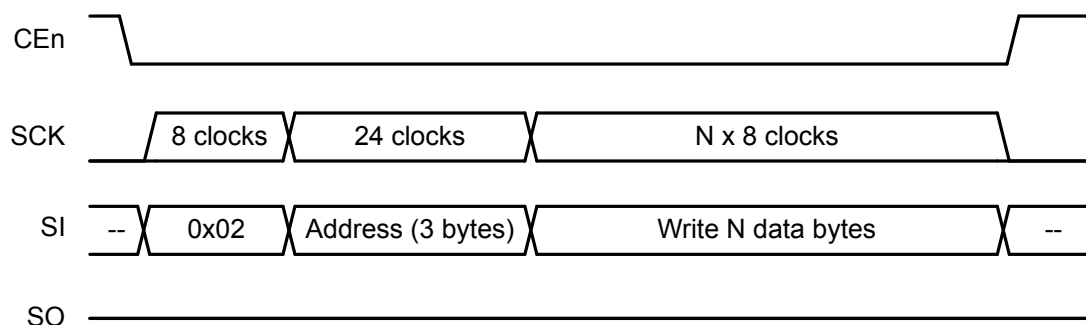 CEn
SCK 8 clocks 24 clocks N x 8 clocks
SI -- 0x02 Address (3 bytes) Write N data bytes --
SO